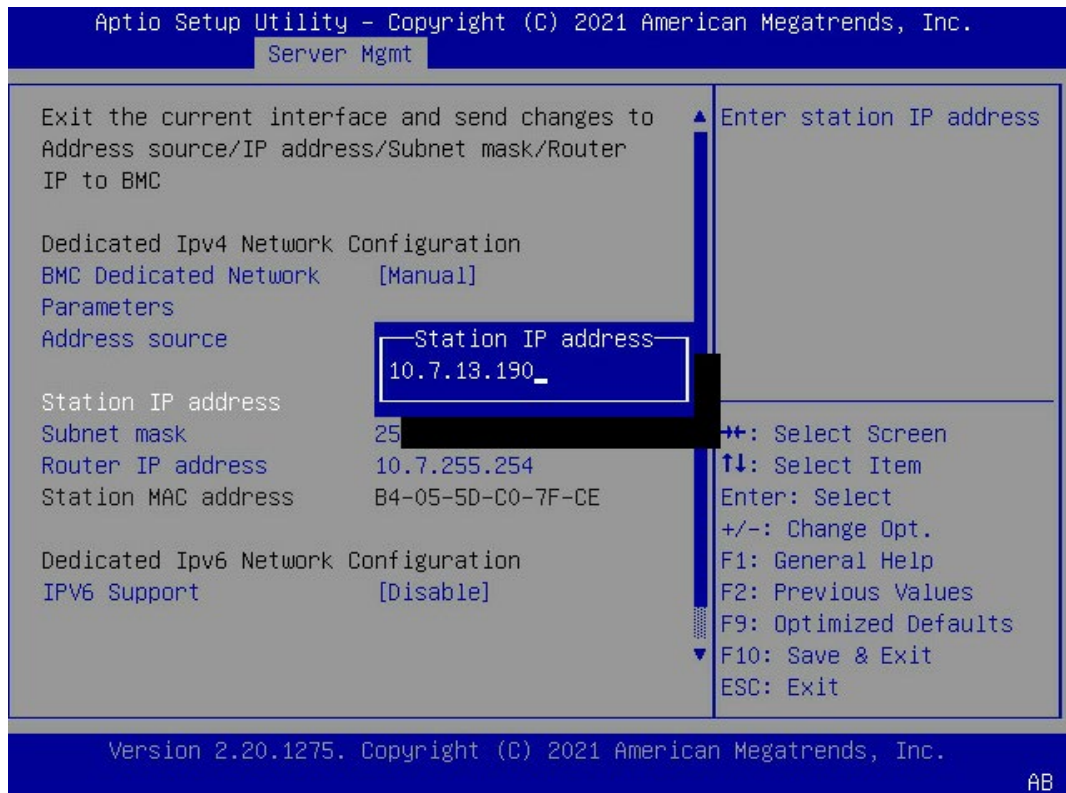 Aptio Setup Utility – Copyright (C) 2021 American Megatrends, Inc.
Server Mgmt
Exit the current interface and send changes to
Address source/IP address/Subnet mask/Router
IP to BMC
Dedicated Ipv4 Network Configuration
BMC Dedicated Network [Manual]
Parameters
Address source
Station IP address
10.7.13.190_
Station IP address
Subnet mask 25
Router IP address 10.7.255.254
Station MAC address B4-05-5D-C0-7F-CE
Dedicated Ipv6 Network Configuration
IPV6 Support [Disable]
Enter station IP address
→←: Select Screen
↑↓: Select Item
Enter: Select
+/-: Change Opt.
F1: General Help
F2: Previous Values
F9: Optimized Defaults
F10: Save & Exit
ESC: Exit
Version 2.20.1275. Copyright (C) 2021 American Megatrends, Inc.
AB